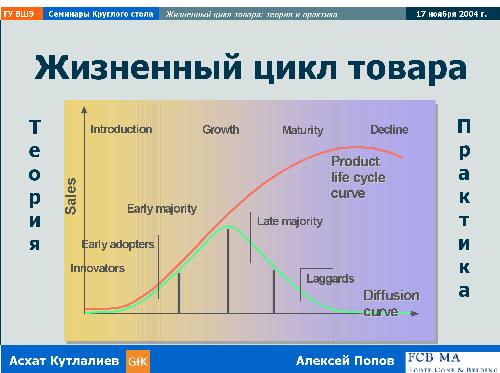 ГУ ВШЭ
Семинары Круглого стола
Жизненный цикл товара: теория и практика
17 ноября 2004 г.
Жизненный цикл товара
Теория
Практика
Introduction
Growth
Maturity
Decline
Product
life cycle
curve
Sales
Early majority
Late majority
Early adopters
Innovators
Laggards
Diffusion
curve
Асхат Кутлалиев
GfK
Алексей Попов
FCB MA
FOOTE CONE & BELDING